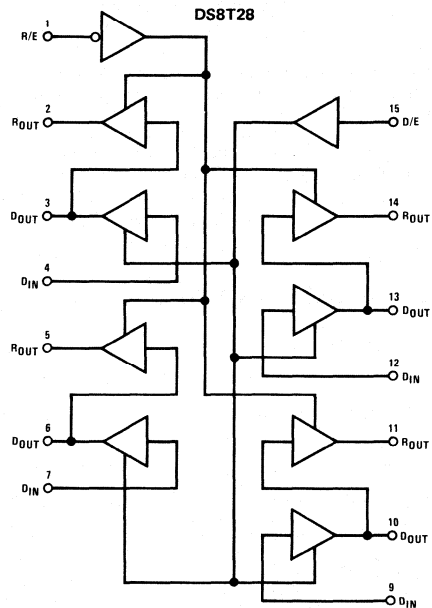 DS8T28
1
R/E
2
ROUT
3
DOUT
4
DIN
5
ROUT
6
DOUT
7
DIN
15
D/E
14
ROUT
13
DOUT
12
DIN
11
ROUT
10
DOUT
9
DIN